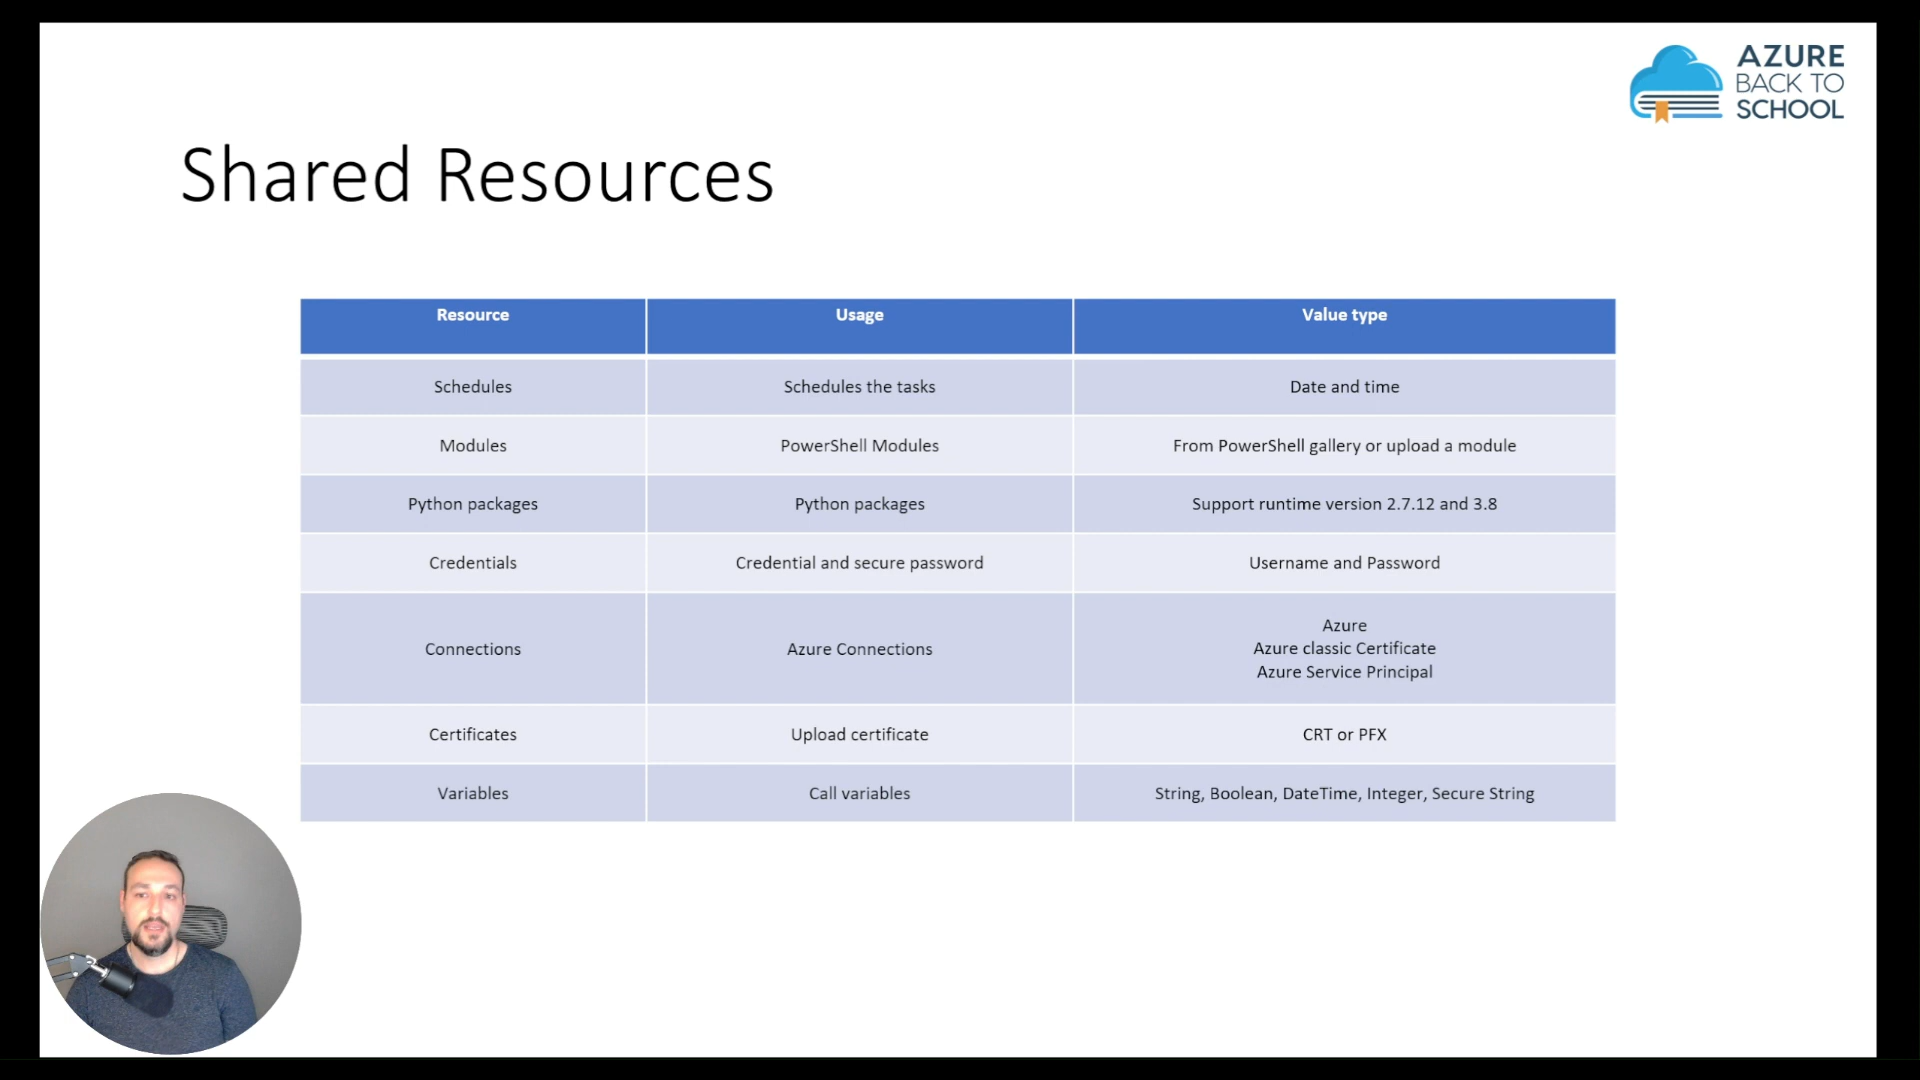 AZURE
BACK TO
SCHOOL
Shared Resources
Resource Usage Value type
Schedules Schedules the tasks Date and time
Modules PowerShell Modules From PowerShell gallery or upload a module
Python packages Python packages Support runtime version 2.7.12 and 3.8
Credentials Credential and secure password Username and Password
Connections Azure Connections Azure
Azure classic Certificate
Azure Service Principal
Certificates Upload certificate CRT or PFX
Variables Call variables String, Boolean, DateTime, Integer, Secure String